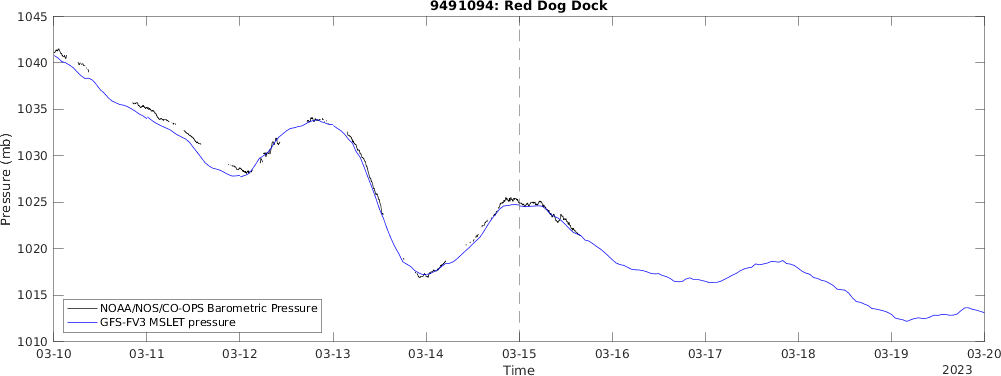 9491094: Red Dog Dock
1045
1040
1035
1030
1025
1020
1015
1010
Pressure (mb)
NOAA/NOS/CO-OPS Barometric Pressure
GFS-FV3 MSLET pressure
03-10 03-11 03-12 03-13 03-14 03-15 03-16 03-17 03-18 03-19 03-20
Time
2023